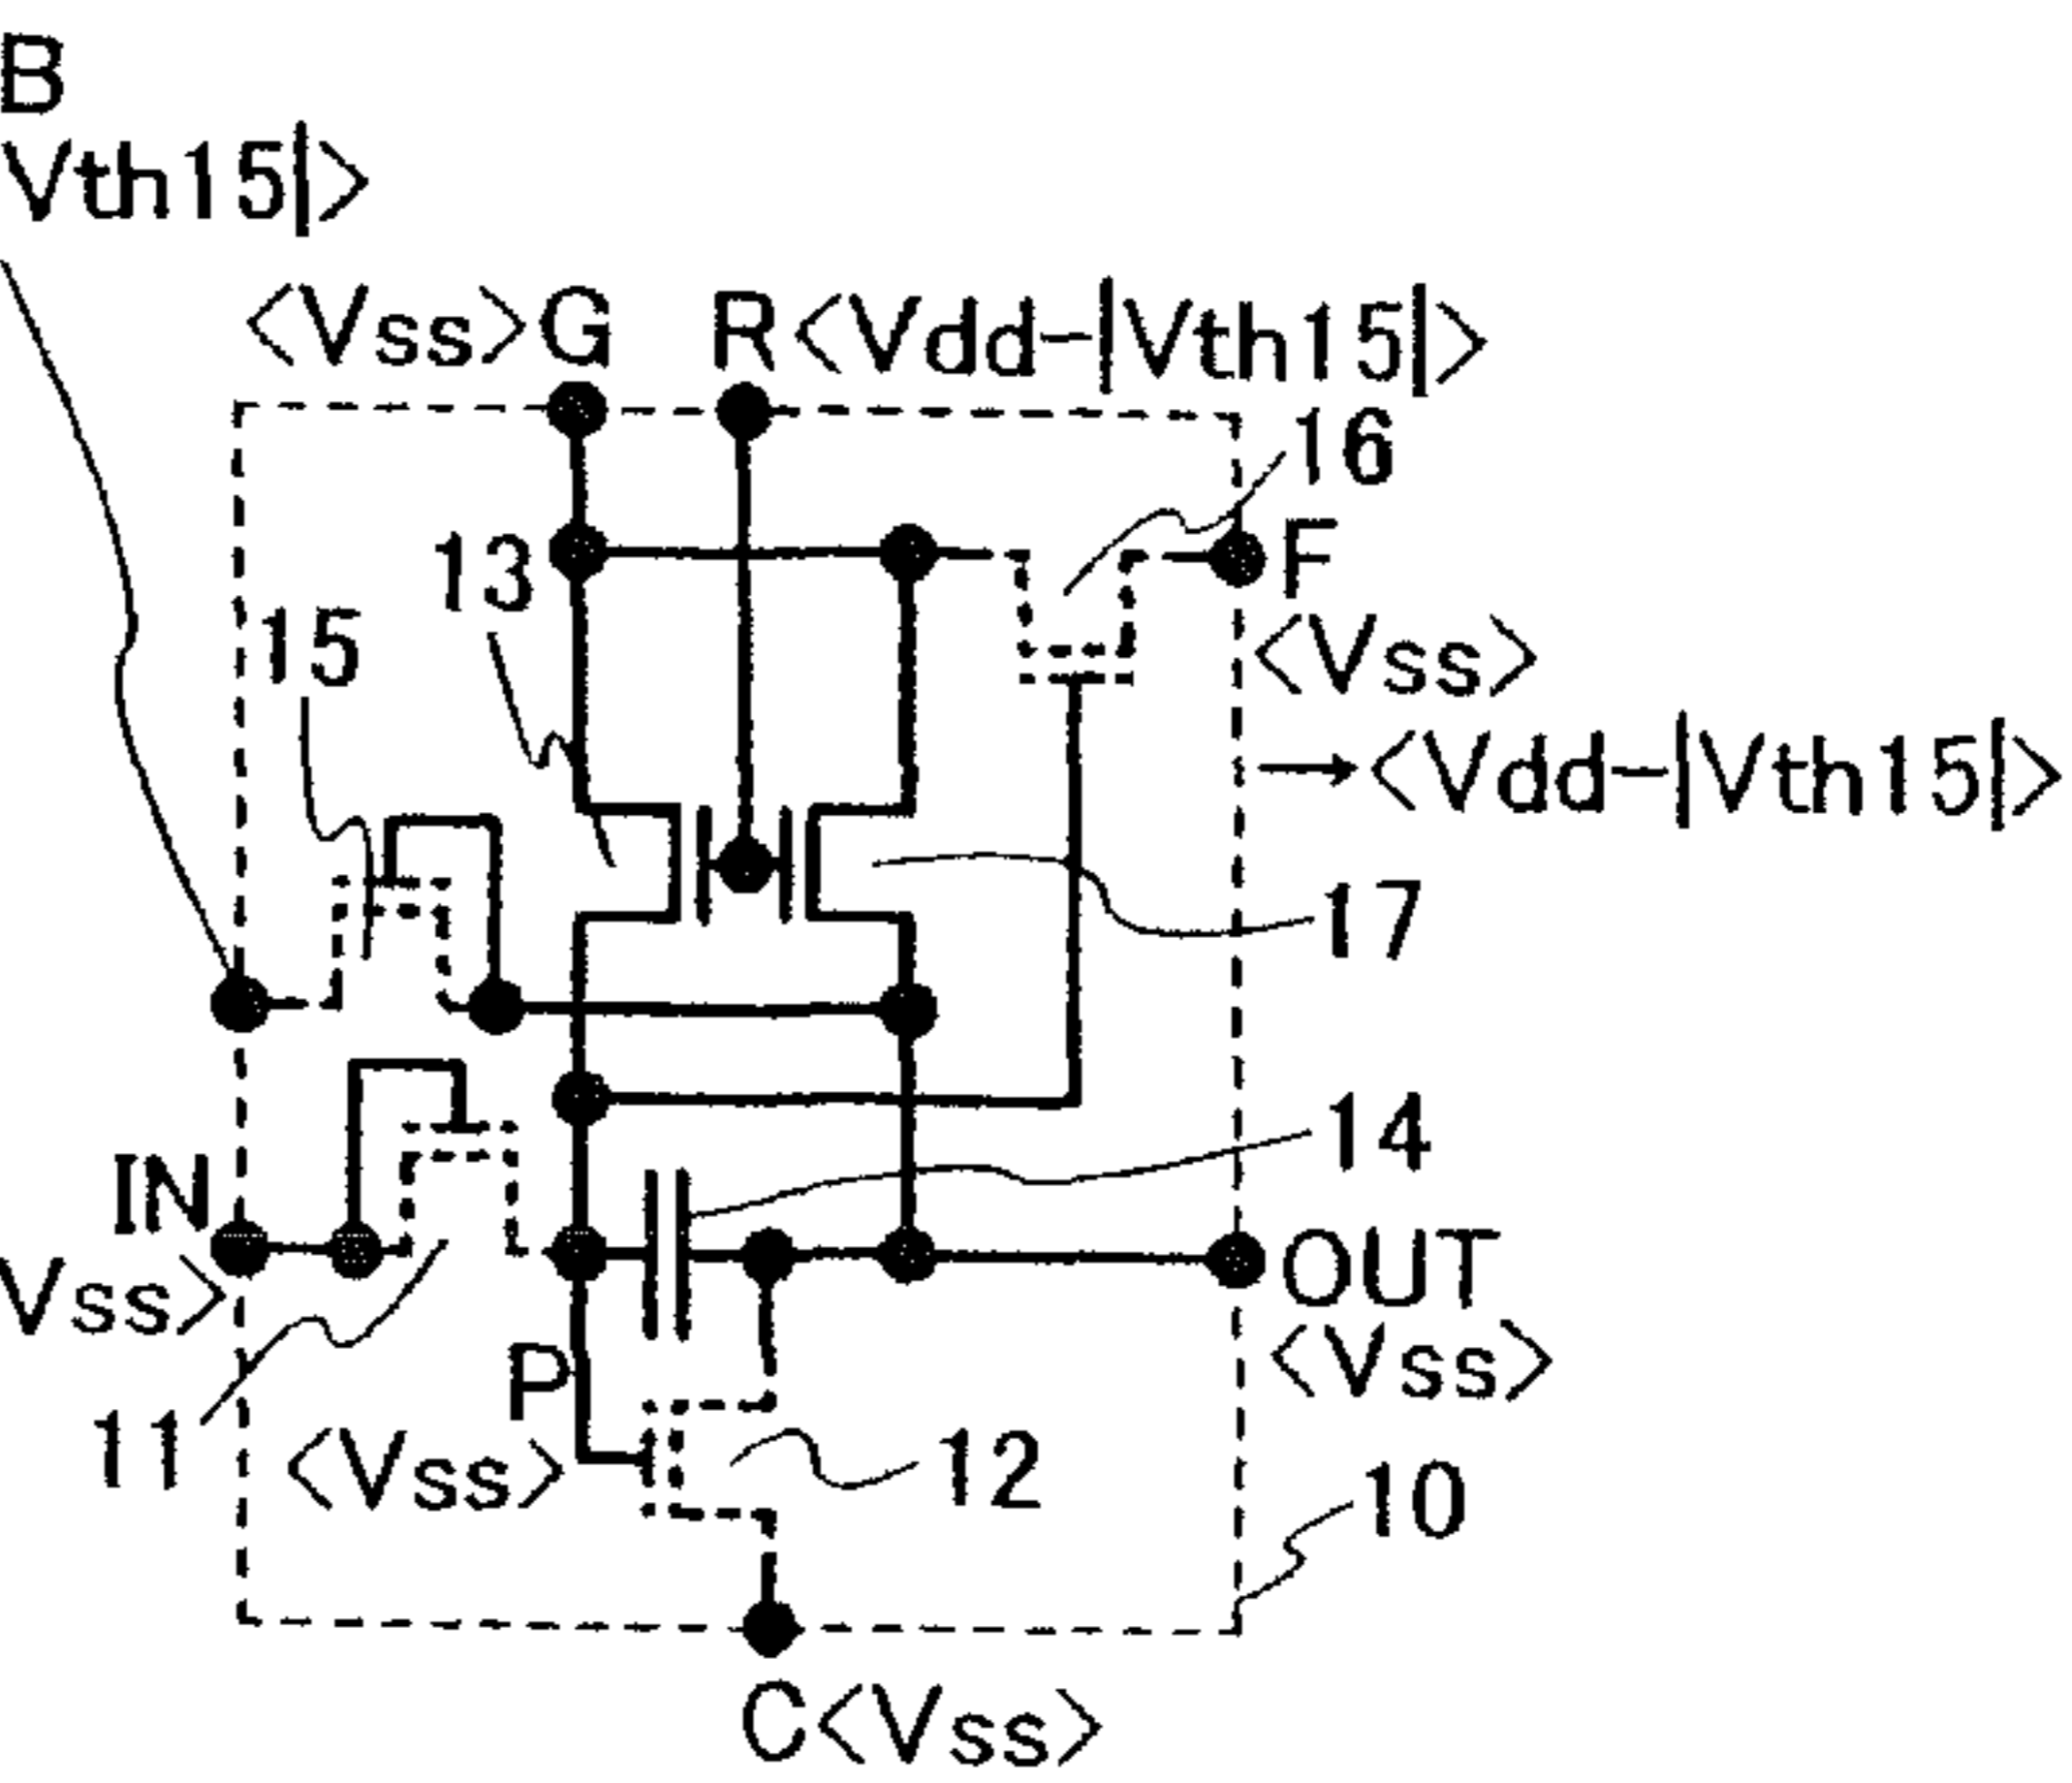 B
Vth15|>
<Vss>G
R<Vdd-|Vth15|>
16
13
F
15
<Vss>
→<Vdd-|Vth15|>
17
14
IN
OUT
Vss>
<Vss>
P
11
<Vss>
12
10
C<Vss>